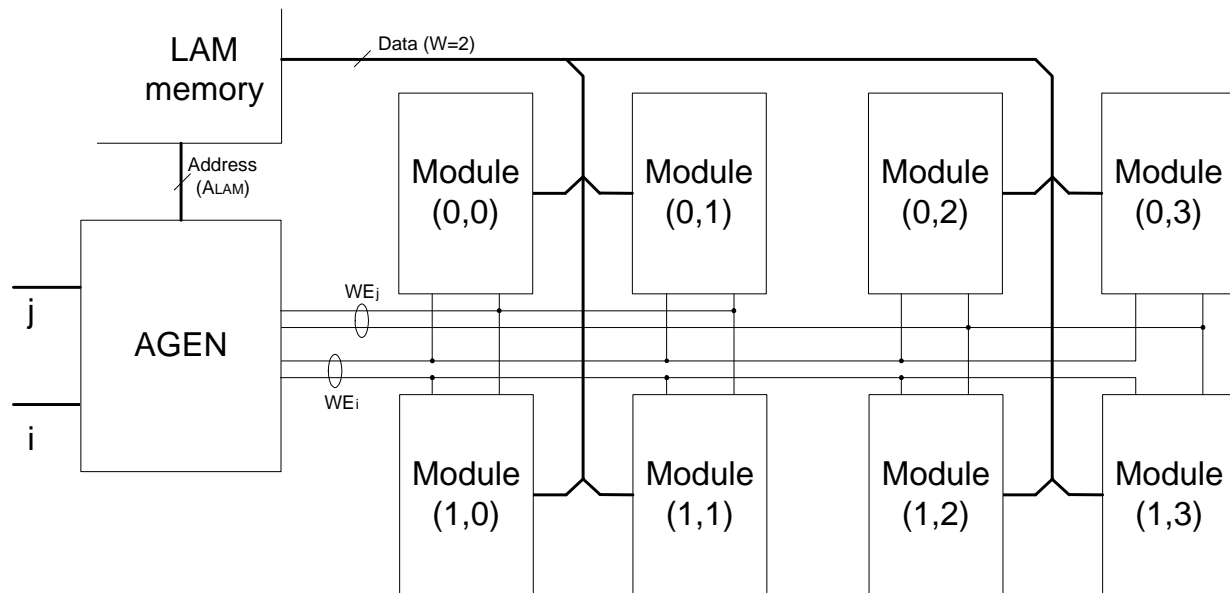 LAM
memory
Data (W=2)
Address
(ALAM)
Module
(0,0)
Module
(0,1)
Module
(0,2)
Module
(0,3)
j
AGEN
WEj
WEi
i
Module
(1,0)
Module
(1,1)
Module
(1,2)
Module
(1,3)